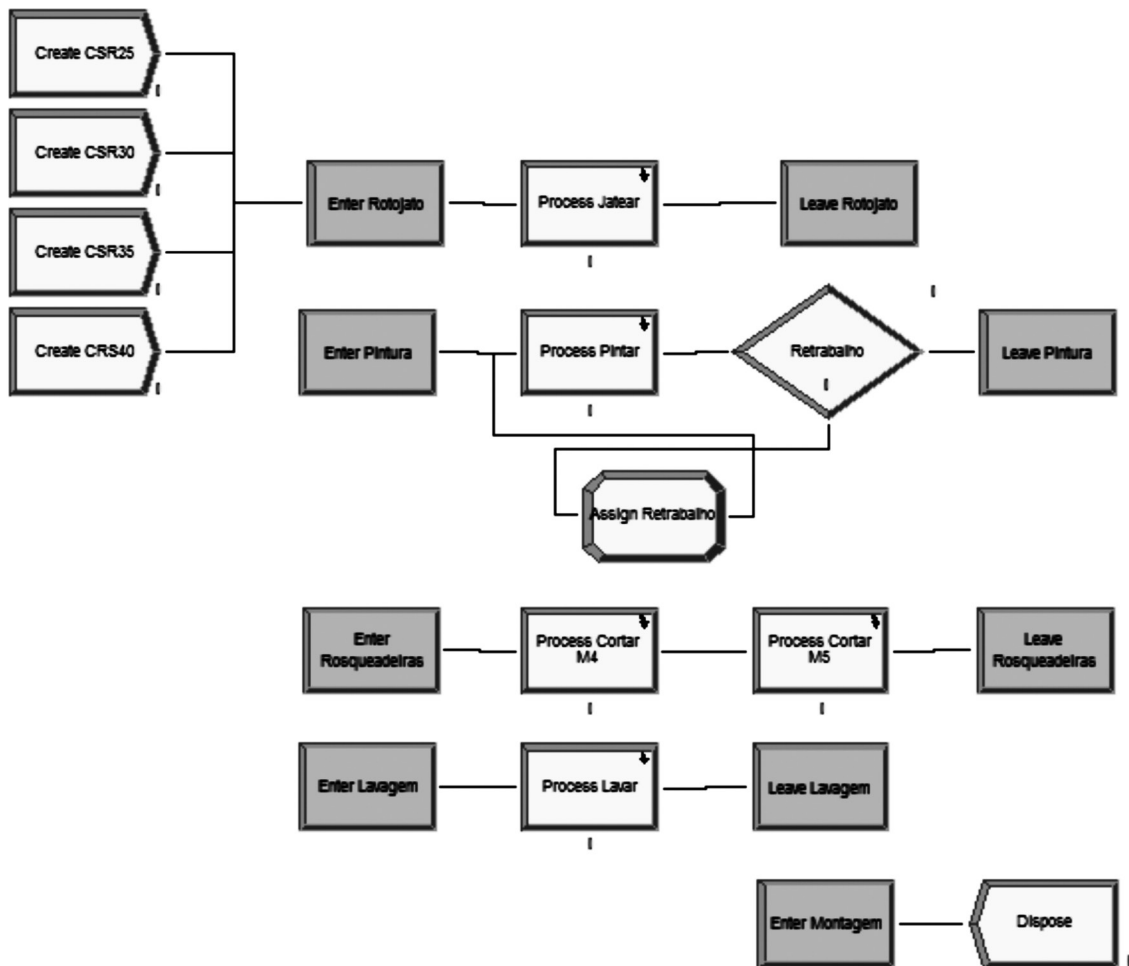 Create CSR25
Create CSR30
Create CSR35
Create CRS40
Enter Rotojato
Process Jatear
Leave Rotojato
Enter Pintura
Process Pintar
Retrabalho
Leave Pintura
Assign Retrabalho
Enter
Rosqueadeiras
Process Cortar
M4
Process Cortar
M5
Leave
Rosqueadeiras
Enter Lavagem
Process Lavar
Leave Lavagem
Enter Montagem
Dispose